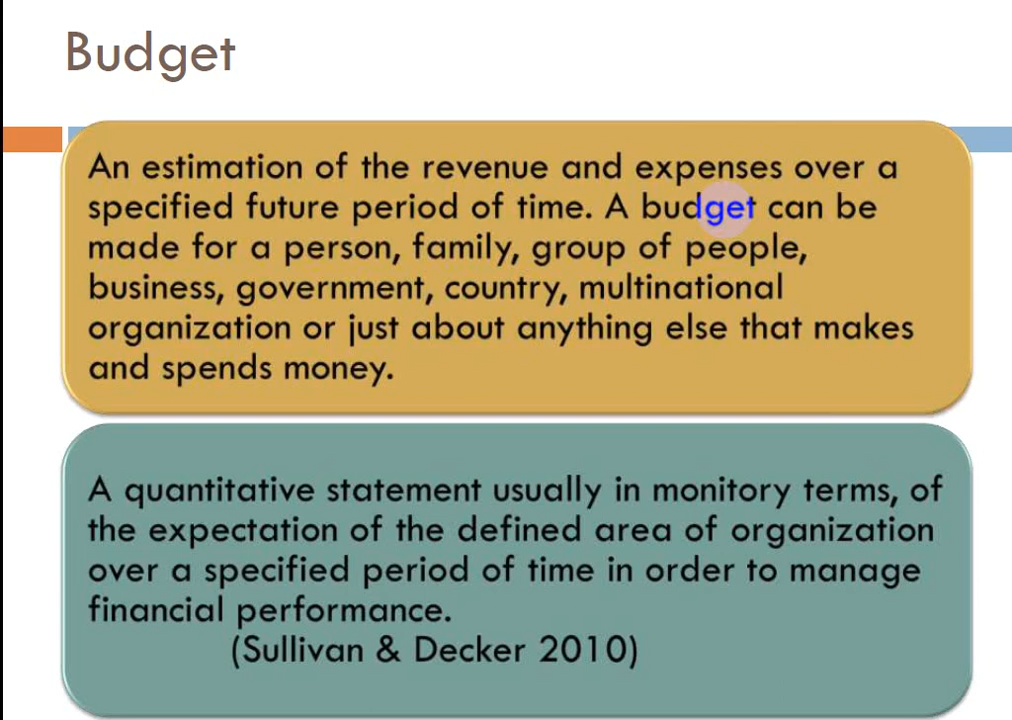 Budget
An estimation of the revenue and expenses over a
specified future period of time. A budget can be
made for a person, family, group of people,
business, government, country, multinational
organization or just about anything else that makes
and spends money.
A quantitative statement usually in monitory terms, of
the expectation of the defined area of organization
over a specified period of time in order to manage
financial performance.
(Sullivan & Decker 2010)